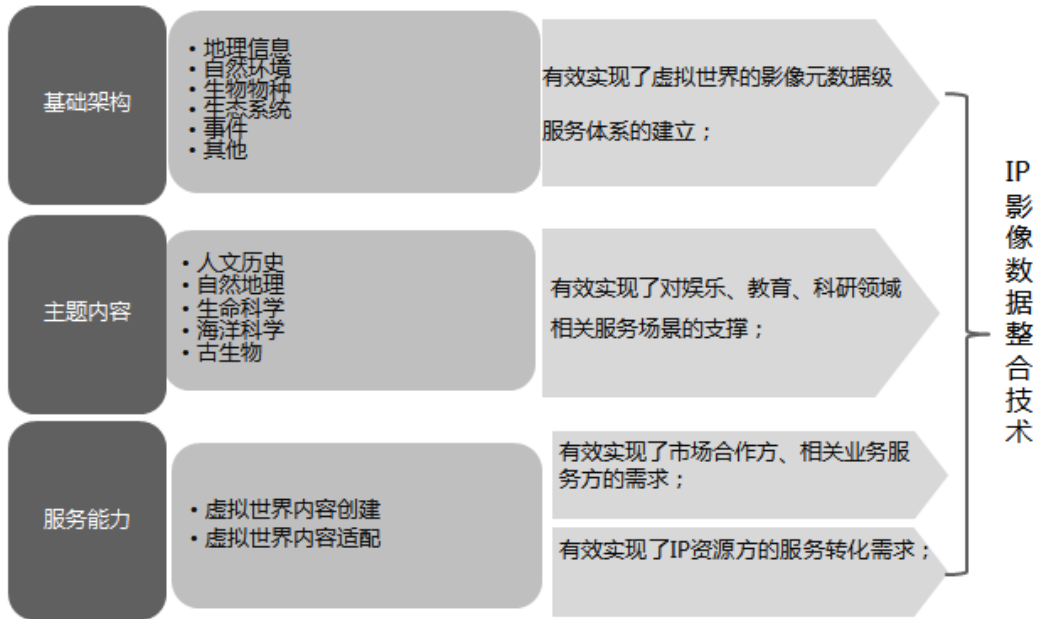 基础架构
• 地理信息
• 自然环境
• 生物物种
• 生态系统
• 事件
• 其他
有效实现了虚拟世界的影像元数据级
服务体系的建立；
主题内容
• 人文历史
• 自然地理
• 生命科学
• 海洋科学
• 古生物
有效实现了对娱乐、教育、科研领域
相关服务场景的支撑；
服务能力
• 虚拟世界内容创建
• 虚拟世界内容适配
有效实现了市场合作方、相关业务服
务方的需求；
有效实现了IP资源方的服务转化需求；
IP影像数据整合技术